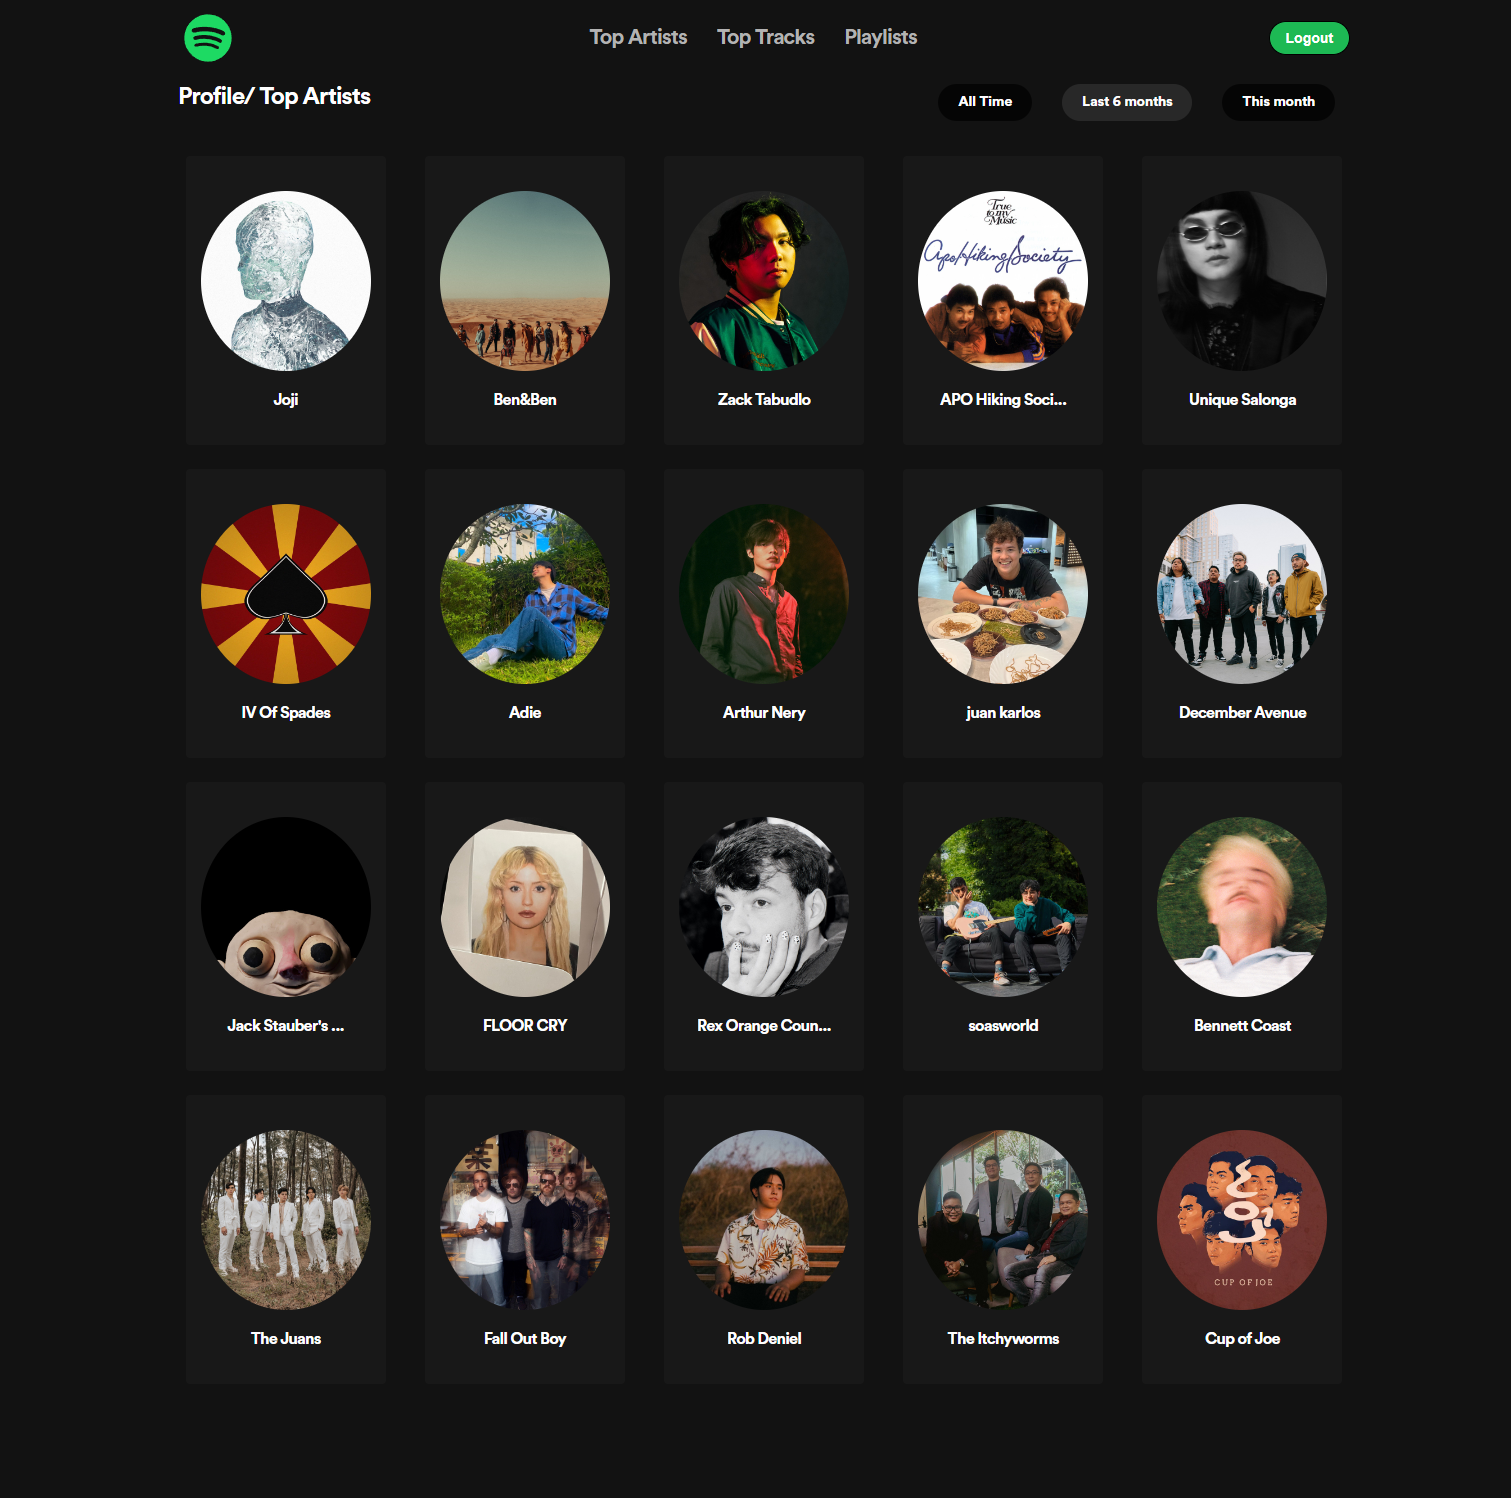 Top Artists
Top Tracks
Playlists
Logout
Profile/ Top Artists
All Time
Last 6 months
This month
True
to my
Music
Apo Hiking Society
Joji
Ben&Ben
Zack Tabudlo
APO Hiking Soci...
Unique Salonga
IV Of Spades
Adie
Arthur Nery
juan karlos
December Avenue
Jack Stauber's ...
FLOOR CRY
Rex Orange Coun...
soasworld
Bennett Coast
CUP OF JOE
The Juans
Fall Out Boy
Rob Deniel
The Itchyworms
Cup of Joe